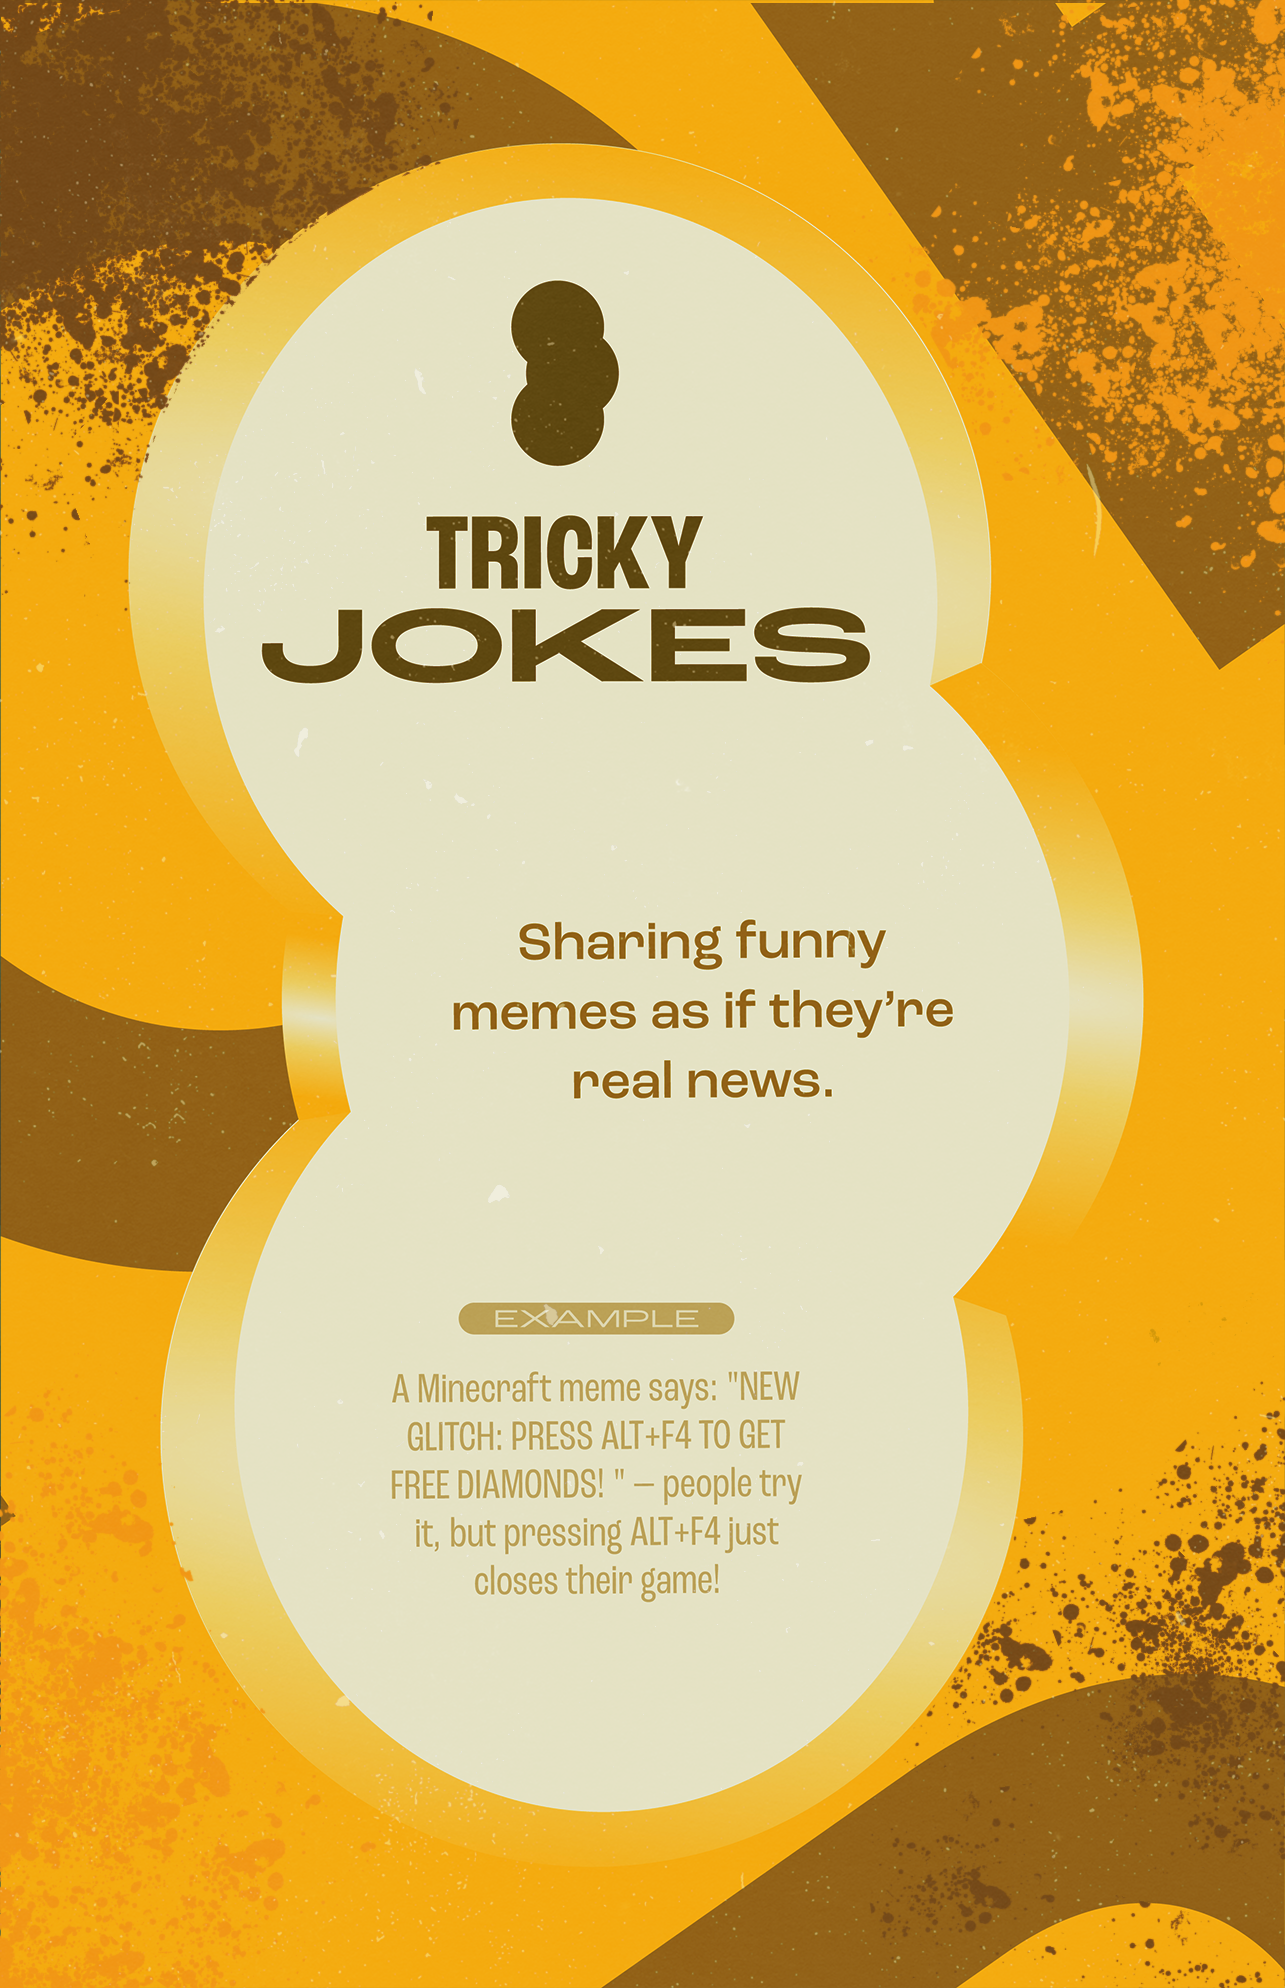 TRICKY
JOKES
Sharing funny
memes as if they’re
real news.
EXAMPLE
A Minecraft meme says: "NEW
GLITCH: PRESS ALT+F4 TO GET
FREE DIAMONDS! " — people try
it, but pressing ALT+F4 just
closes their game!